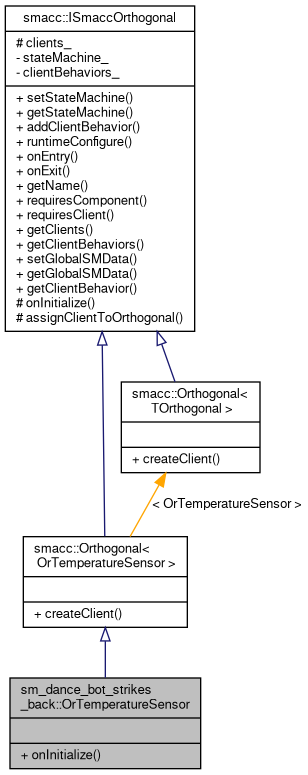 smacc::ISmaccOrthogonal
# clients_
- stateMachine_
- clientBehaviors_
+ setStateMachine()
+ getStateMachine()
+ addClientBehavior()
+ runtimeConfigure()
+ onEntry()
+ onExit()
+ getName()
+ requiresComponent()
+ requiresClient()
+ getClients()
+ getClientBehaviors()
+ setGlobalSMData()
+ getGlobalSMData()
+ getClientBehavior()
# onInitialize()
# assignClientToOrthogonal()
smacc::Orthogonal<
TOrthogonal >
+ createClient()
< OrTemperatureSensor >
smacc::Orthogonal<
OrTemperatureSensor >
+ createClient()
sm_dance_bot_strikes
_back::OrTemperatureSensor
+ onInitialize()